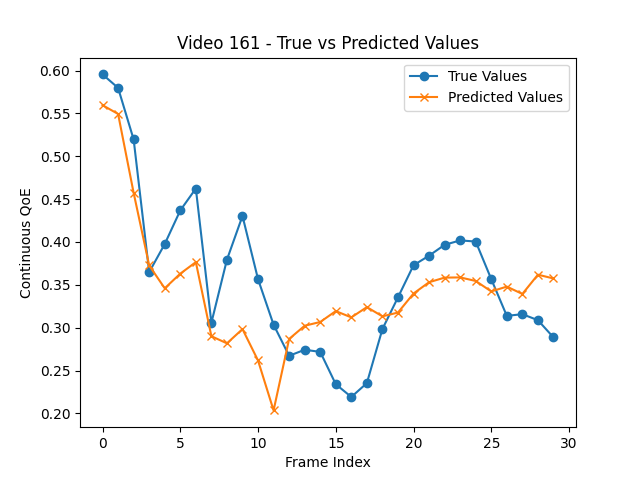 Video 161 - True vs Predicted Values
True Values
Predicted Values
0.60
0.55
0.50
0.45
0.40
0.35
0.30
0.25
0.20
Continuous QoE
0 5 10 15 20 25 30
Frame Index